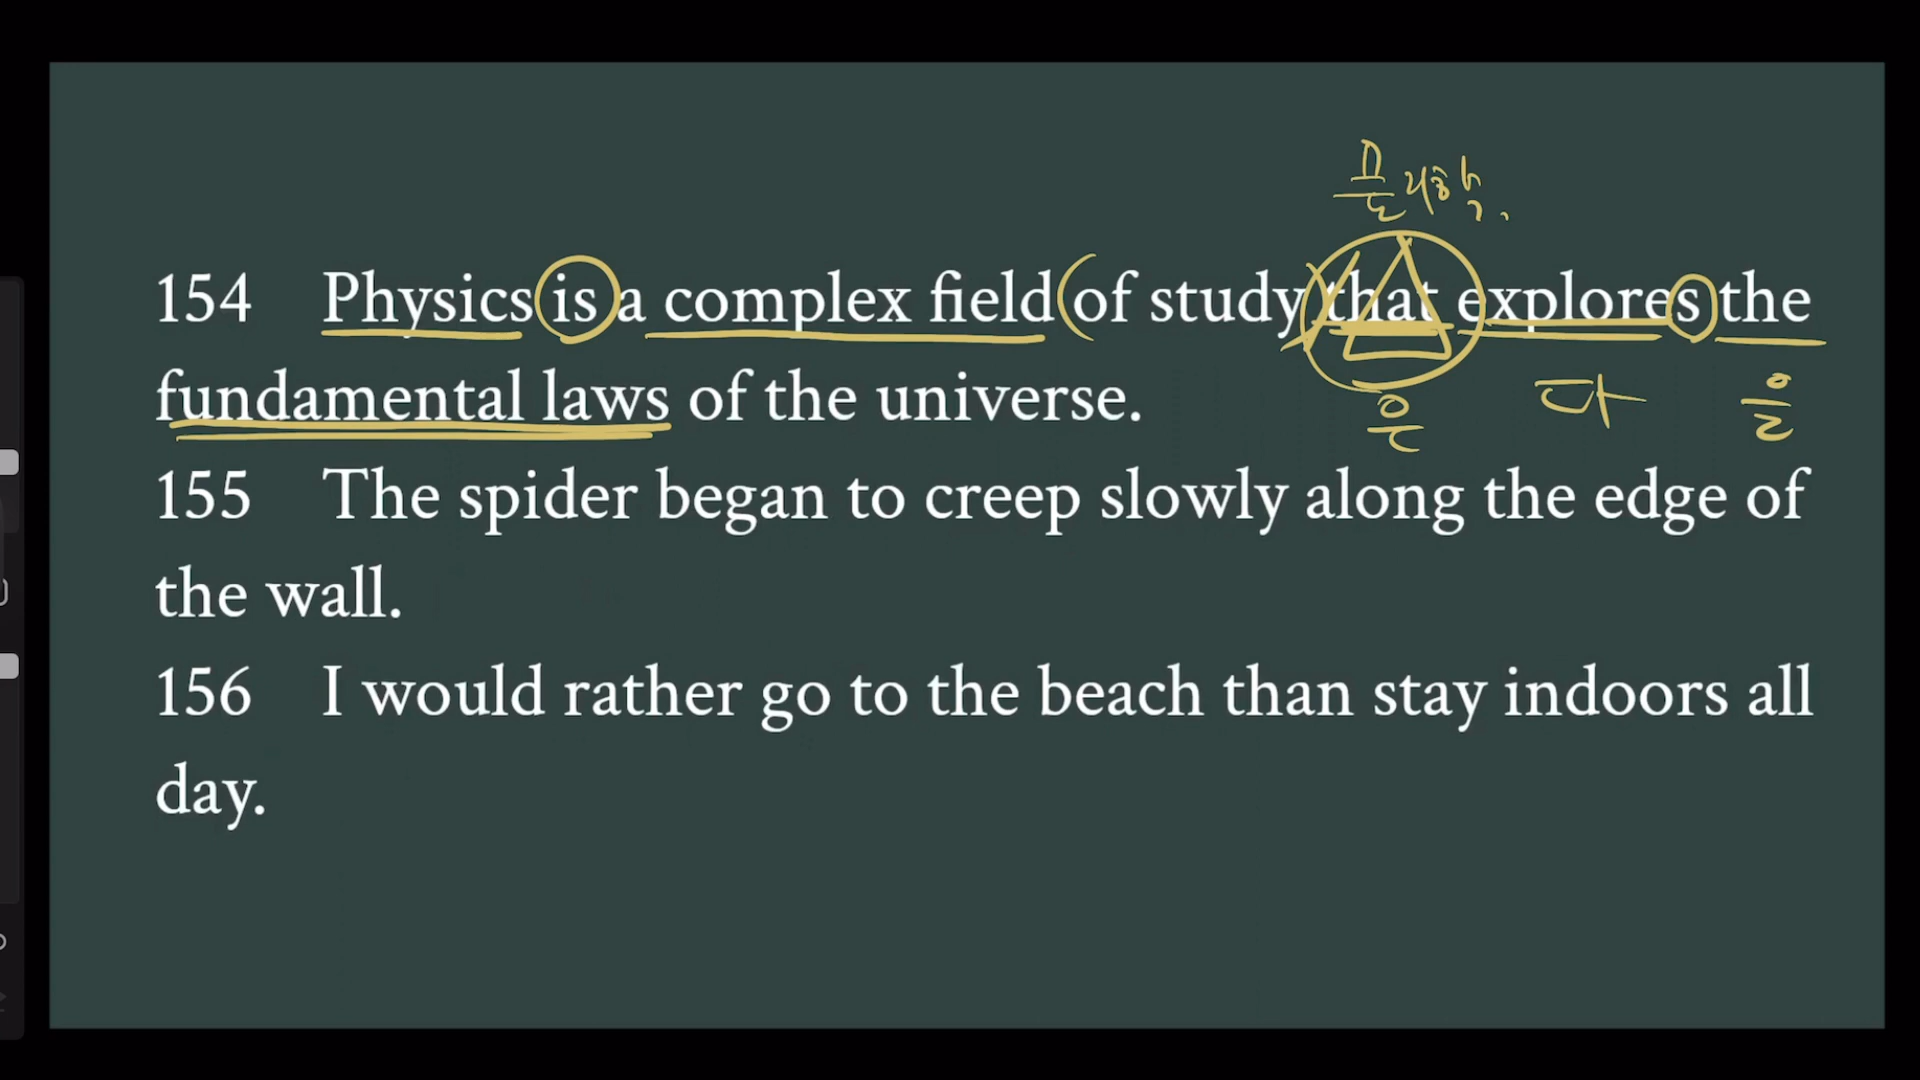 154 Physics is a complex field of study that explores the
은 다 을
fundamental laws of the universe.
155 The spider began to creep slowly along the edge of
the wall.
156 I would rather go to the beach than stay indoors all
day.